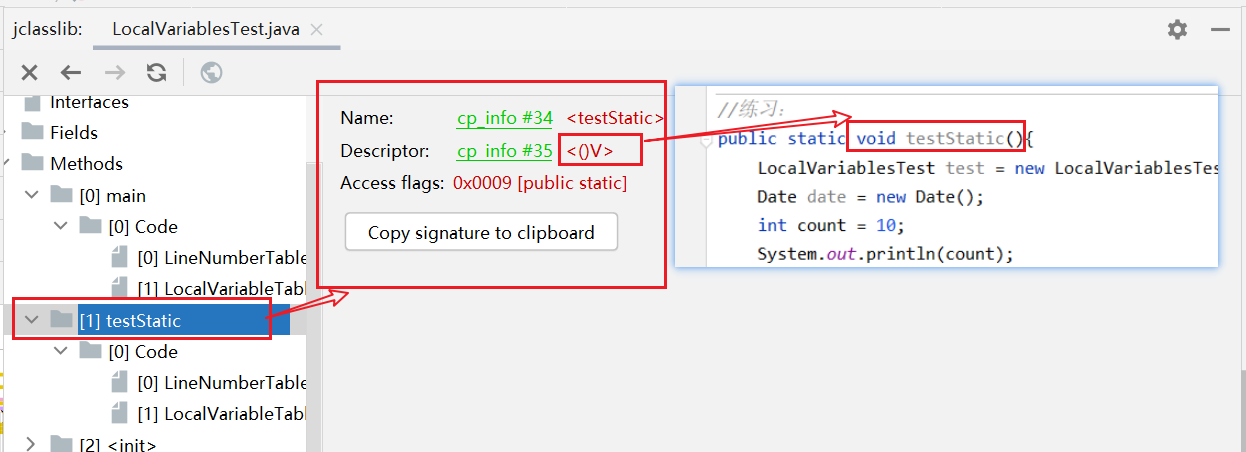 jclasslib:
LocalVariablesTest.java
Interfaces
Fields
Methods
[0] main
[0] Code
[0] LineNumberTable
[1] LocalVariableTabl
[1] testStatic
[0] Code
[0] LineNumberTable
[1] LocalVariableTabl
[2] <init>
Name: cp_info #34 <testStatic>
Descriptor: cp_info #35 <()V>
Access flags: 0x0009 [public static]
Copy signature to clipboard
//练习:
public static void testStatic(){
LocalVariablesTest test = new LocalVariablesTes
Date date = new Date();
int count = 10;
System.out.println(count);